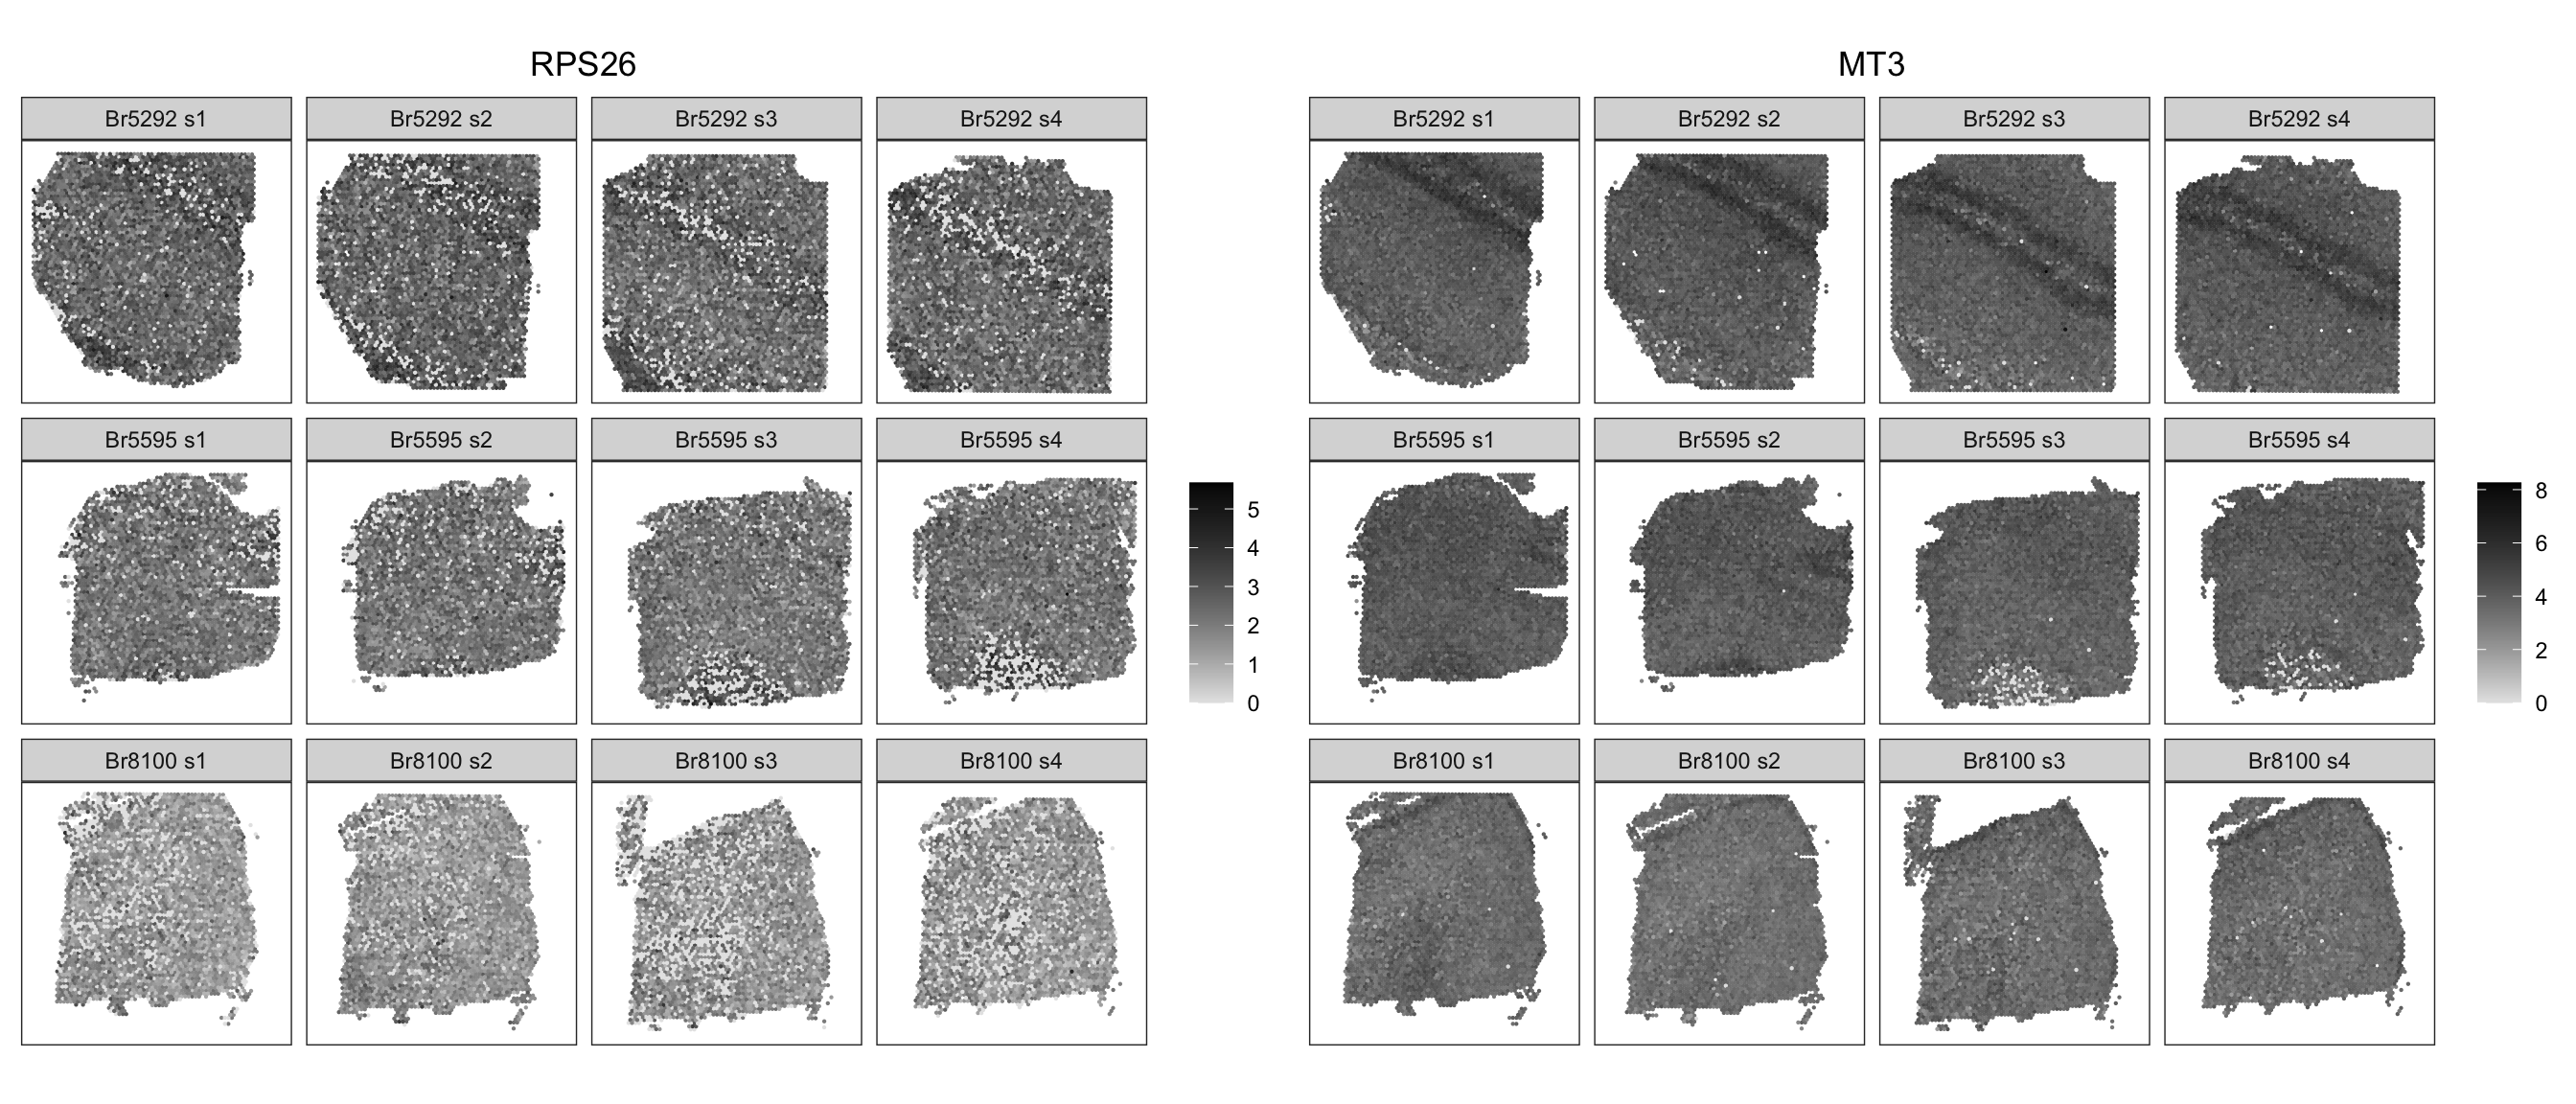 RPS26
Br5292 s1
Br5292 s2
Br5292 s3
Br5292 s4
Br5595 s1
Br5595 s2
Br5595 s3
Br5595 s4
Br8100 s1
Br8100 s2
Br8100 s3
Br8100 s4
5
4
3
2
1
0
MT3
Br5292 s1
Br5292 s2
Br5292 s3
Br5292 s4
Br5595 s1
Br5595 s2
Br5595 s3
Br5595 s4
Br8100 s1
Br8100 s2
Br8100 s3
Br8100 s4
8
6
4
2
0